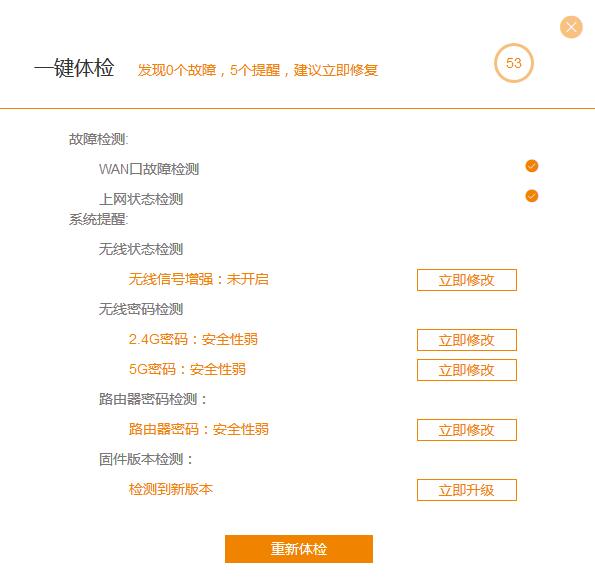 一键体检 发现0个故障，5个提醒，建议立即修复 53
故障检测:
WAN口故障检测
上网状态检测
系统提醒:
无线状态检测
无线信号增强：未开启 立即修改
无线密码检测
2.4G密码：安全性弱 立即修改
5G密码：安全性弱 立即修改
路由器密码检测：
路由器密码：安全性弱 立即修改
固件版本检测：
检测到新版本 立即升级
重新体检